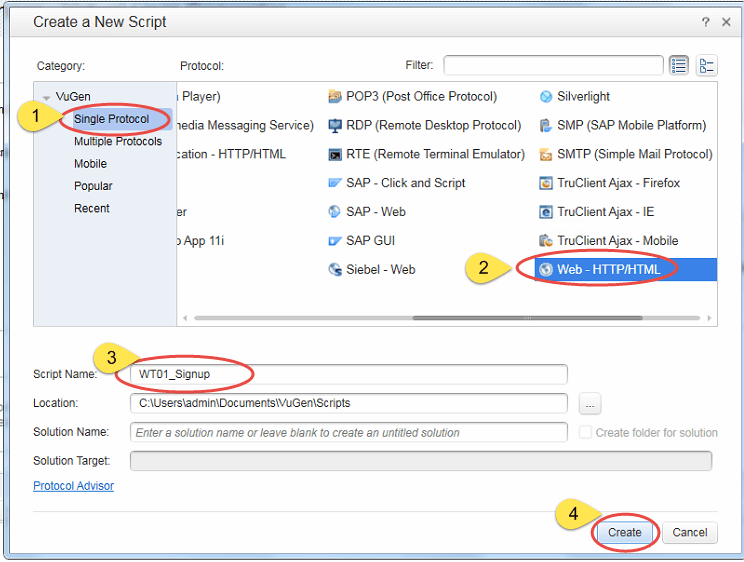 Create a New Script
? ×
Category: Protocol: Filter:
VuGen
1 Single Protocol
Multiple Protocols
Mobile
Popular
Recent
Player)
nedia Messaging Service)
cation - HTTP/HTML
er
App 11i
POP3 (Post Office Protocol)
RDP (Remote Desktop Protocol)
RTE (Remote Terminal Emulator)
SAP - Click and Script
SAP - Web
SAP GUI
Siebel - Web
Silverlight
SMP (SAP Mobile Platform)
SMTP (Simple Mail Protocol)
TruClient Ajax - Firefox
TruClient Ajax - IE
TruClient Ajax - Mobile
2 Web - HTTP/HTML
3
Script Name: WT01_Signup
Location: C:\Users\admin\Documents\VuGen\Scripts ...
Solution Name: Enter a solution name or leave blank to create an untitled solution Create folder for solution
Solution Target:
Protocol Advisor
4 Create Cancel